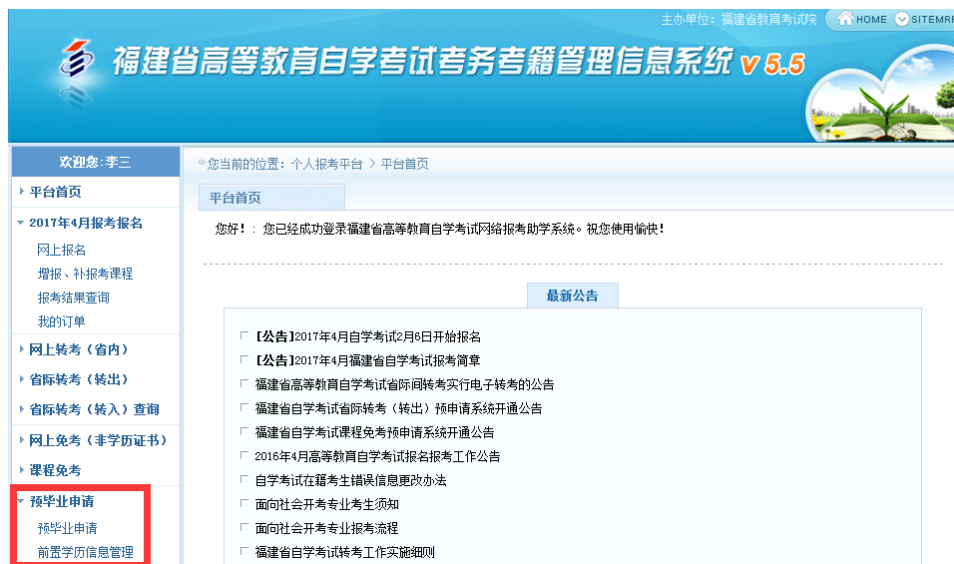 主办单位：福建省教育考试院 HOME SITEMRP
福建省高等教育自学考试考务考籍管理信息系统 v 5.5
欢迎您:李三
您当前的位置：个人报考平台 > 平台首页
平台首页
平台首页
2017年4月报考报名
您好！：您已经成功登录福建省高等教育自学考试网络报考助学系统。祝您使用愉快！
网上报名
增报、补报考课程
报考结果查询
我的订单
最新公告
网上转考（省内）
省际转考（转出）
省际转考（转入）查询
网上免考（非学历证书）
课程免考
预毕业申请
预毕业申请
前置学历信息管理
【公告】2017年4月自学考试2月6日开始报名
【公告】2017年4月福建省自学考试报考简章
福建省高等教育自学考试省际间转考实行电子转考的公告
福建省自学考试省际转考（转出）预申请系统开通公告
福建省自学考试课程免考预申请系统开通公告
2016年4月高等教育自学考试报名报考工作公告
自学考试在籍考生错误信息更改办法
面向社会开考专业考生须知
面向社会开考专业报考流程
福建省自学考试转考工作实施细则